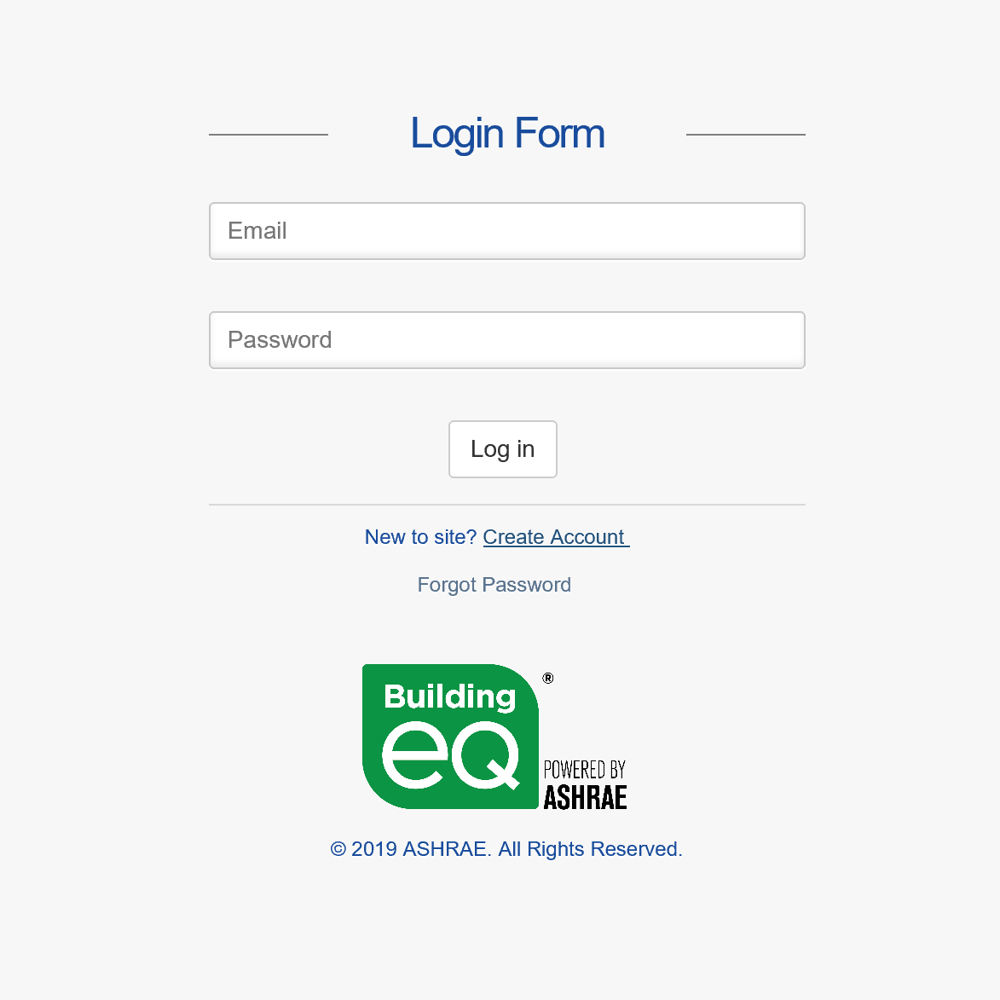 Login Form
Email
Password
Log in
New to site? Create Account
Forgot Password
Building ®
eQ
POWERED BY
ASHRAE
© 2019 ASHRAE. All Rights Reserved.